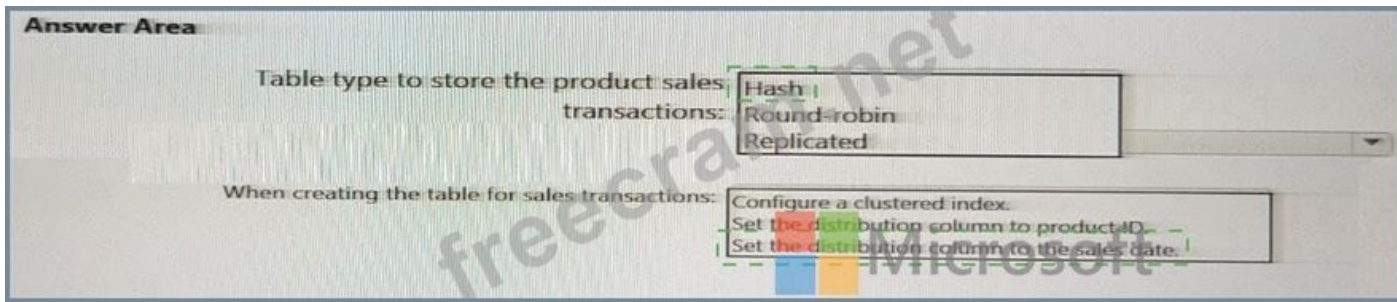 Answer Area
Table type to store the product sales
transactions:
Hash
Round-robin
Replicated
When creating the table for sales transactions:
Configure a clustered index.
Set the distribution column to product ID.
Set the distribution column to the sales date.
freecram.net
Microsoft